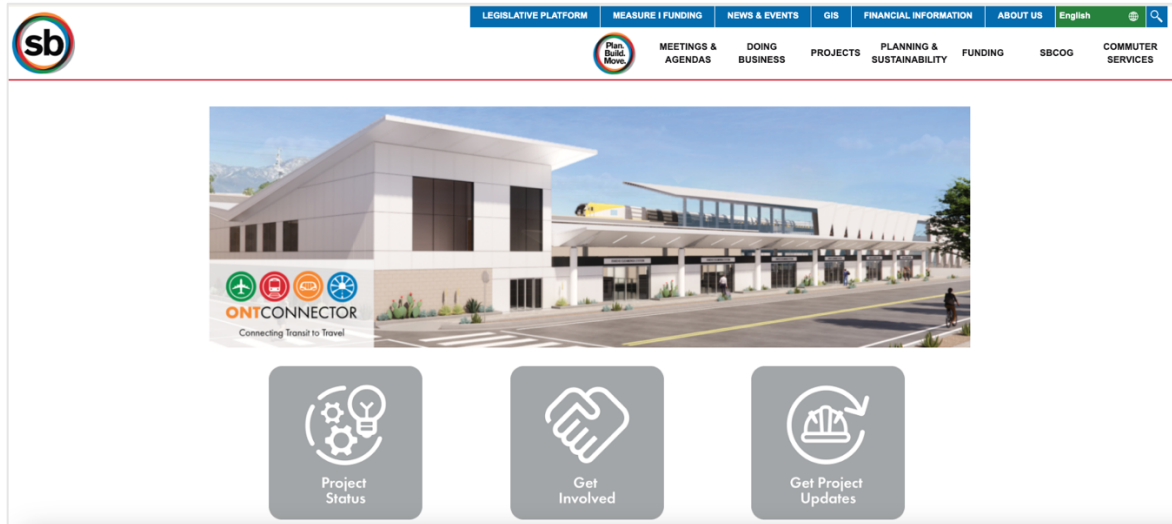 LEGISLATIVE PLATFORM MEASURE I FUNDING NEWS & EVENTS GIS FINANCIAL INFORMATION ABOUT US English
sb
Plan.
Build.
Move.
MEETINGS &
AGENDAS
DOING
BUSINESS
PROJECTS
PLANNING &
SUSTAINABILITY
FUNDING
SBCOG
COMMUTER
SERVICES
ONTCONNECTOR
Connecting Transit to Travel
Project
Status
Get
Involved
Get Project
Updates